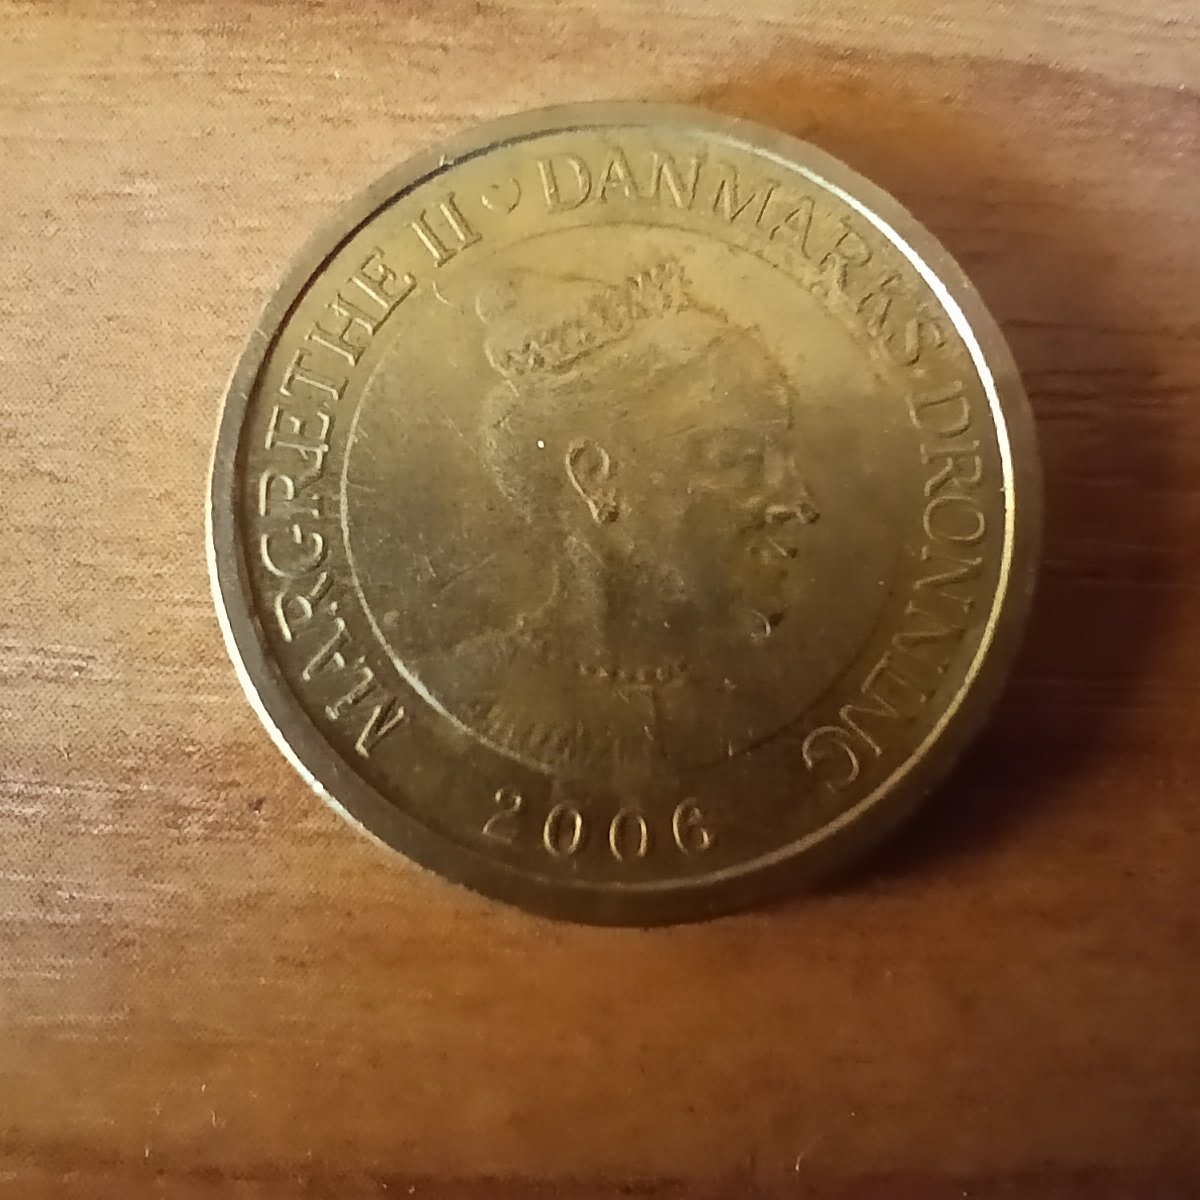 MARGRETHE II ♡ DANMARKS DRONNING
2006